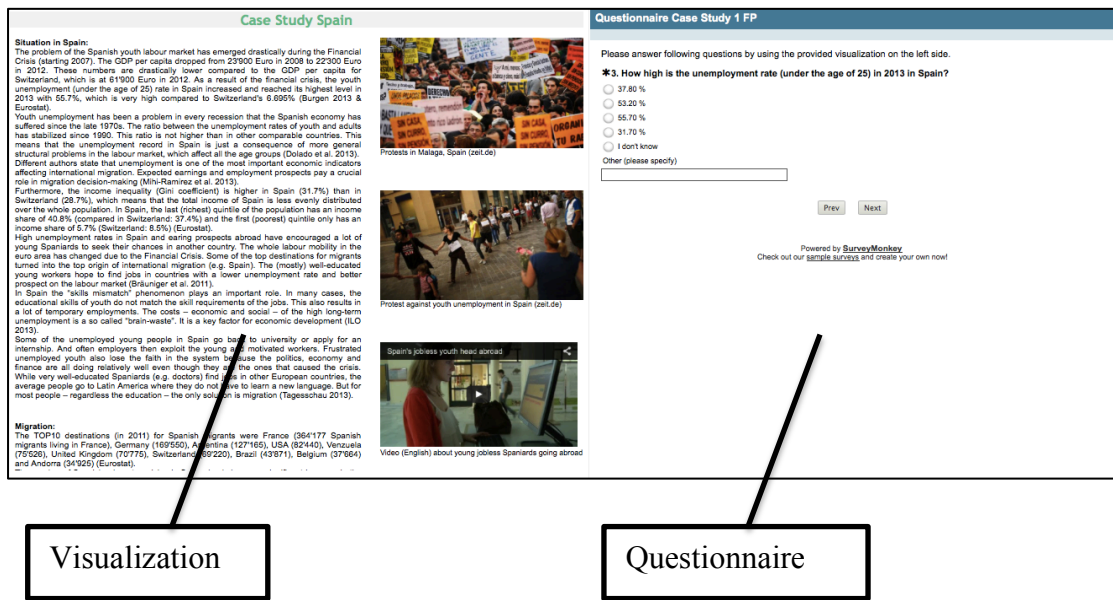 Case Study Spain
Situation in Spain:
The problem of the Spanish youth labour market has emerged drastically during the Financial
Crisis (starting 2007). The GDP per capita dropped from 23'900 Euro in 2008 to 22'300 Euro
in 2012. These numbers are drastically lower compared to the GDP per capita for
Switzerland, which is at 61'900 Euro in 2012. As a result of the financial crisis, the youth
unemployment (under the age of 25) rate in Spain increased and reached its highest level in
2013 with 55.7%, which is very high compared to Switzerland's 6.695% (Burgen 2013 &
Eurostat).
Youth unemployment has been a problem in every recession that the Spanish economy has
suffered since the late 1970s. The ratio between the unemployment rates of youth and adults
has stabilized since 1990. This ratio is not higher than in other comparable countries. This
means that the unemployment record in Spain is just a consequence of more general
structural problems in the labour market, which affect all the age groups (Dolado et al. 2013).
Different authors state that unemployment is one of the most important economic indicators
affecting international migration. Expected earnings and employment prospects pay a crucial
role in migration decision-making (Mihi-Ramirez et al. 2013).
Furthermore, the income inequality (Gini coefficient) is higher in Spain (31.7%) than in
Switzerland (28.7%), which means that the total income of Spain is less evenly distributed
over the whole population. In Spain, the last (richest) quintile of the population has an income
share of 40.8% (compared in Switzerland: 37.4%) and the first (poorest) quintile only has an
income share of 5.7% (Switzerland: 8.5%) (Eurostat).
High unemployment rates in Spain and earing prospects abroad have encouraged a lot of
young Spaniards to seek their chances in another country. The whole labour mobility in the
euro area has changed due to the Financial Crisis. Some of the top destinations for migrants
turned into the top origin of international migration (e.g. Spain). The (mostly) well-educated
young workers hope to find jobs in countries with a lower unemployment rate and better
prospect on the labour market (Bräuniger et al. 2011).
In Spain the "skills mismatch" phenomenon plays an important role. In many cases, the
educational skills of youth do not match the skill requirements of the jobs. This also results in
a lot of temporary employments. The costs – economic and social – of the high long-term
unemployment is a so called "brain-waste". It is a key factor for economic development (ILO
2013).
Some of the unemployed young people in Spain go back to university or apply for an
internship. And often employers then exploit the young and motivated workers. Frustrated
unemployed youth also lose the faith in the system because the politics, economy and
finance are all doing relatively well even though they are the ones that caused the crisis.
While very well-educated Spaniards (e.g. doctors) find jobs in other European countries, the
average people go to Latin America where they do not have to learn a new language. But for
most people – regardless the education – the only solution is migration (Tagesschau 2013).
Migration:
The TOP10 destinations (in 2011) for Spanish migrants were France (364'177 Spanish
migrants living in France), Germany (169'550), Argentina (127'165), USA (82'440), Venzuela
(75'526), United Kingdom (70'775), Switzerland (69'220), Brazil (43'871), Belgium (37'664)
and Andorra (34'925) (Eurostat).
Protests in Malaga, Spain (zeit.de)
Protest against youth unemployment in Spain (zeit.de)
Spain's jobless youth head abroad
Video (English) about young jobless Spaniards going abroad
Questionnaire Case Study 1 FP
Please answer following questions by using the provided visualization on the left side.
*3. How high is the unemployment rate (under the age of 25) in 2013 in Spain?
37.80 %
53.20 %
55.70 %
31.70 %
I don't know
Other (please specify)
Prev Next
Powered by SurveyMonkey
Check out our sample surveys and create your own now!
Visualization
Questionnaire